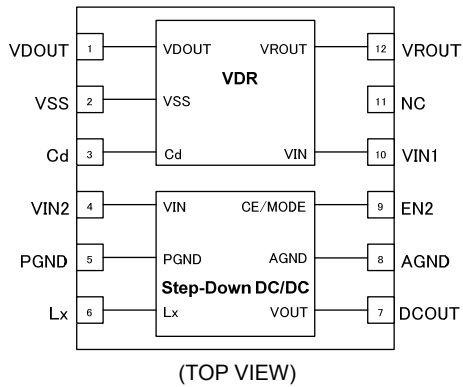 VDOUT 1 VDOUT VROUT 12 VROUT
VDR
VSS 2 VSS 11 NC
Cd 3 Cd VIN 10 VIN1
VIN2 4 VIN CE/MODE 9 EN2
PGND 5 PGND AGND 8 AGND
Step-Down DC/DC
Lx 6 Lx VOUT 7 DCOUT
(TOP VIEW)